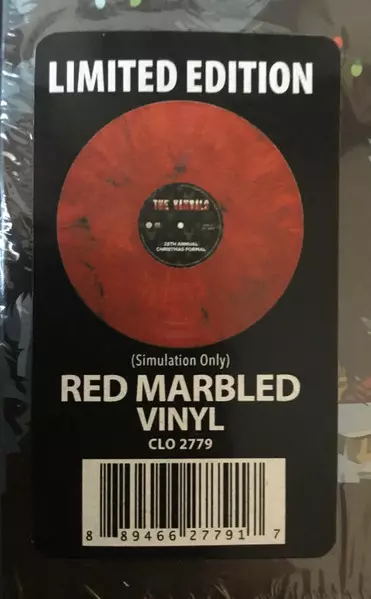 LIMITED EDITION
THE VANDALS
25TH ANNUAL
CHRISTMAS FORMAL
(Simulation Only)
RED MARBLED
VINYL
CLO 2779
8 89466 27791 7